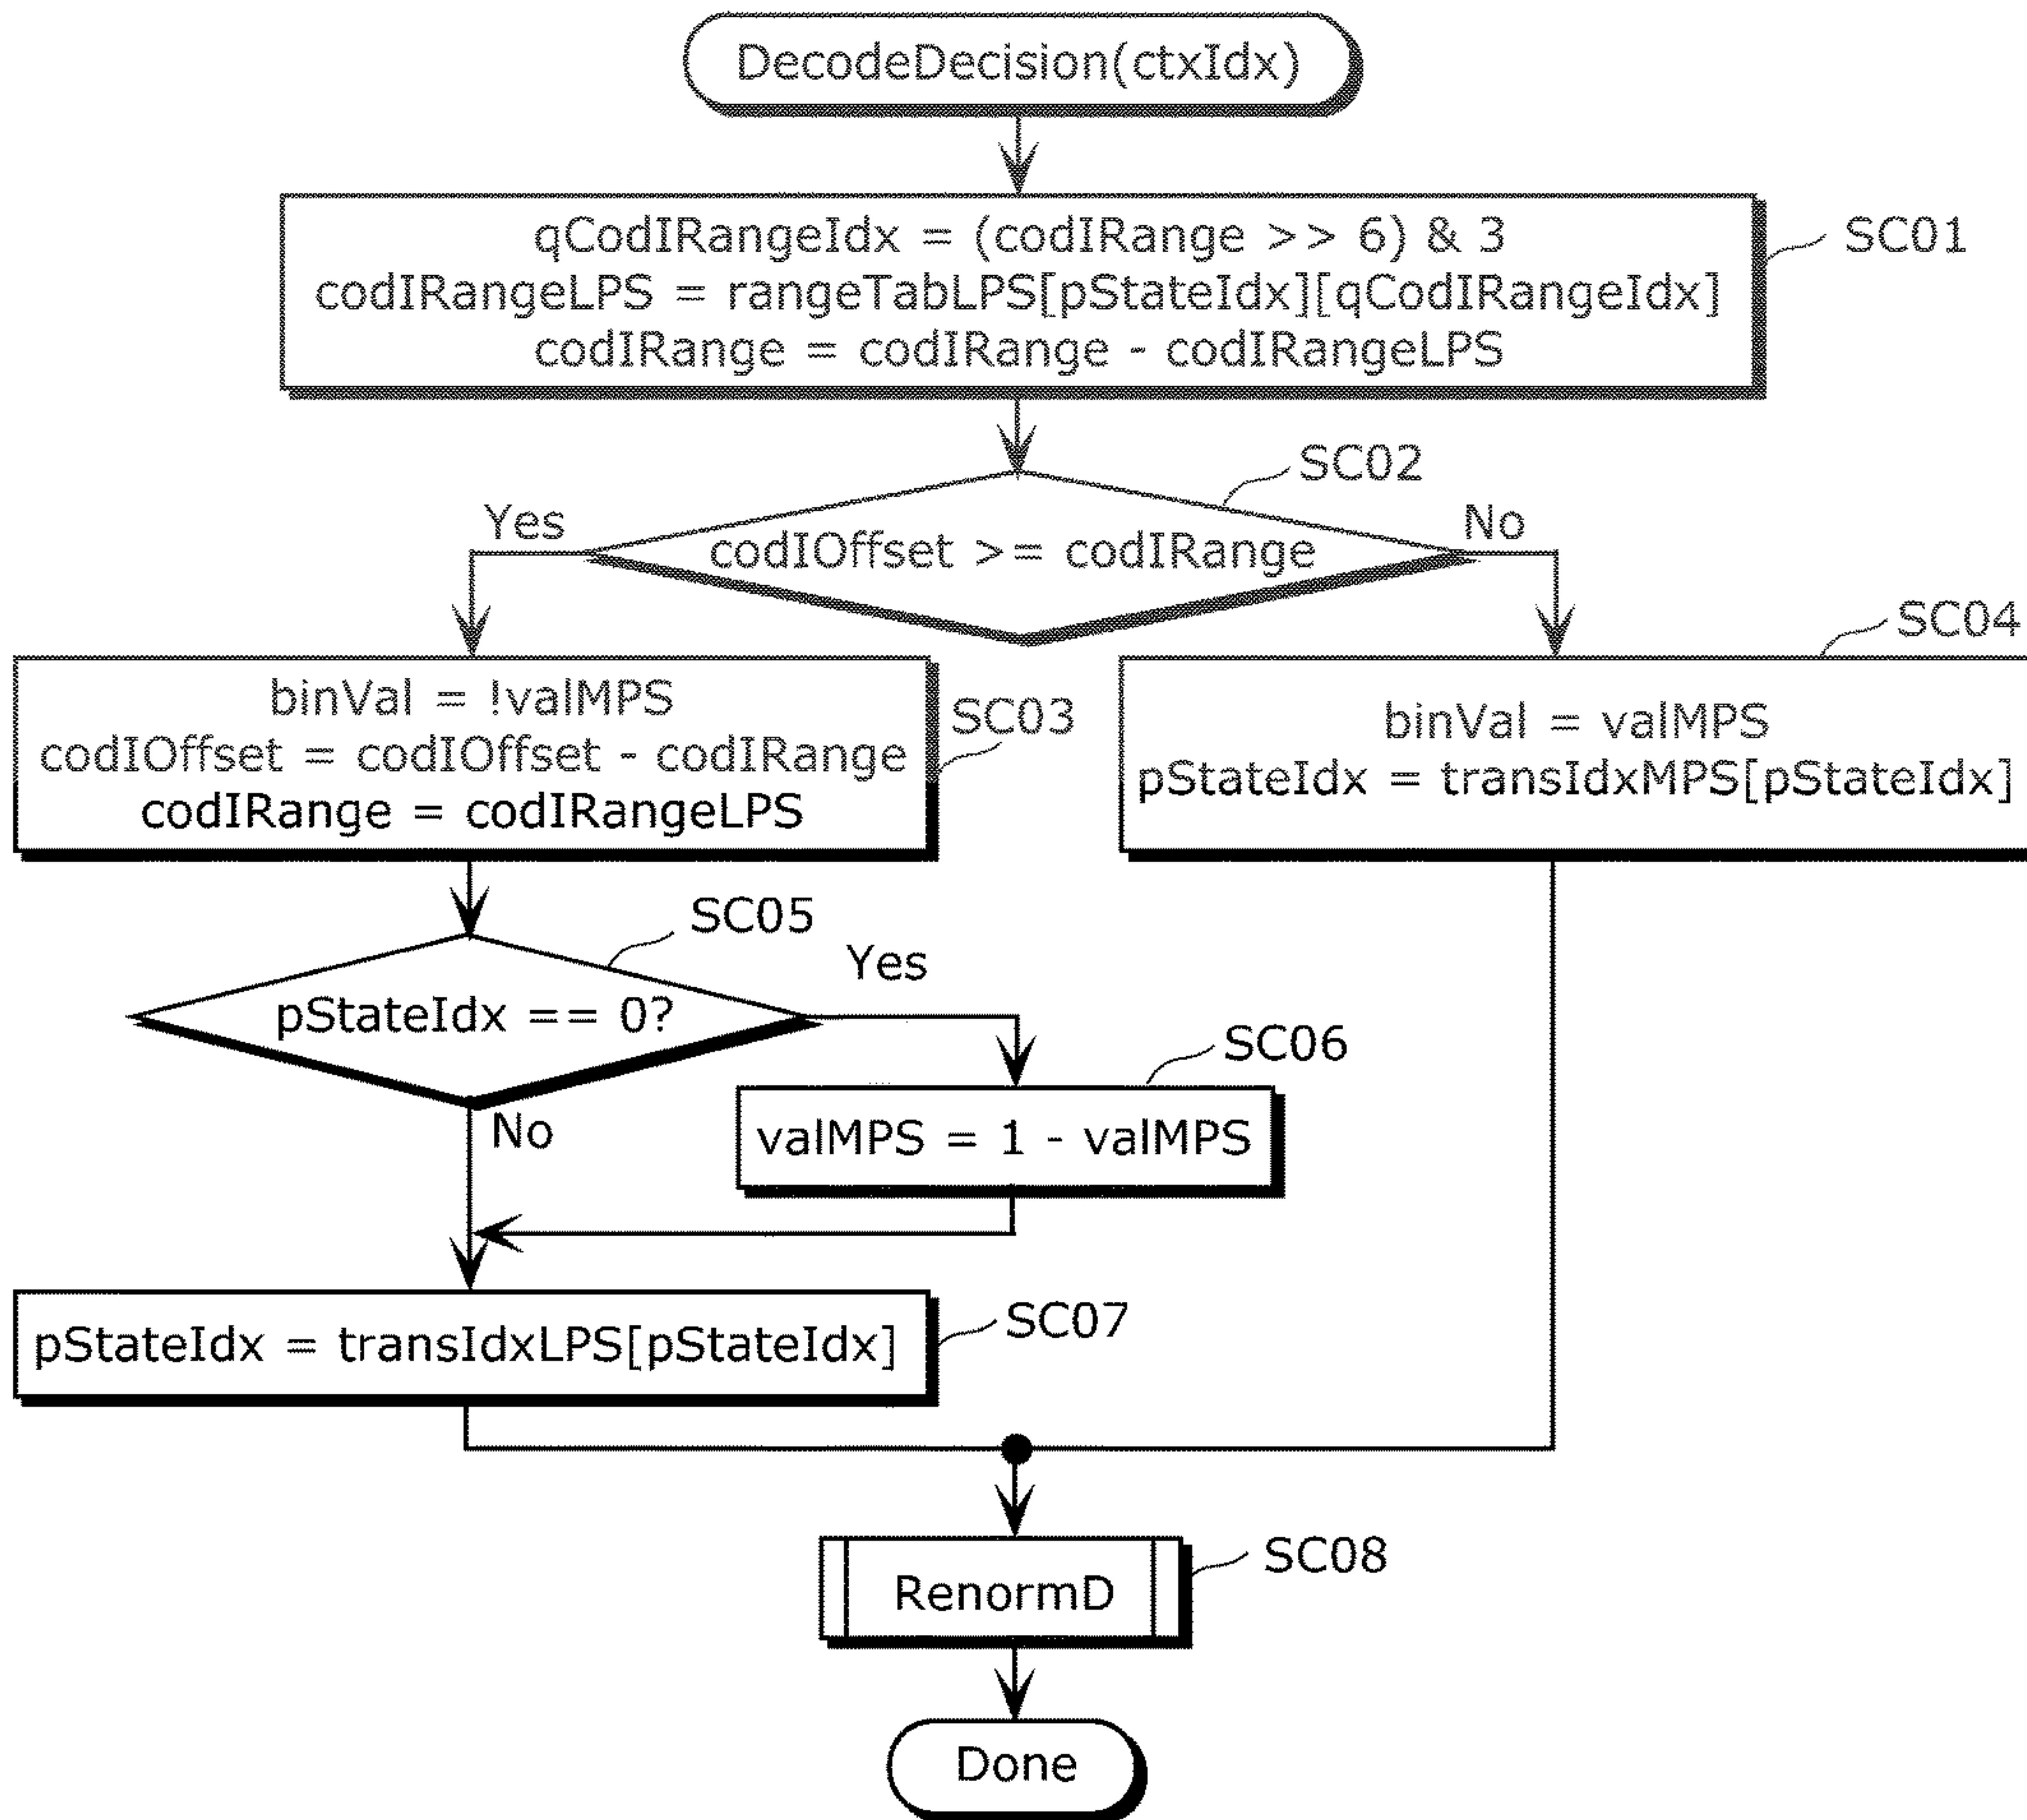 DecodeDecision(ctxIdx)
qCodIRangeIdx = (codIRange >> 6) & 3
codIRangeLPS = rangeTabLPS[pStateIdx][qCodIRangeIdx]
codIRange = codIRange - codIRangeLPS
SC01
SC02
Yes
codIOffset >= codIRange
No
binVal = !valMPS
codIOffset = codIOffset - codIRange
codIRange = codIRangeLPS
SC03
SC04
binVal = valMPS
pStateIdx = transIdxMPS[pStateIdx]
SC05
pStateIdx == 0?
Yes
No
SC06
valMPS = 1 - valMPS
pStateIdx = transIdxLPS[pStateIdx]
SC07
RenormD
SC08
Done